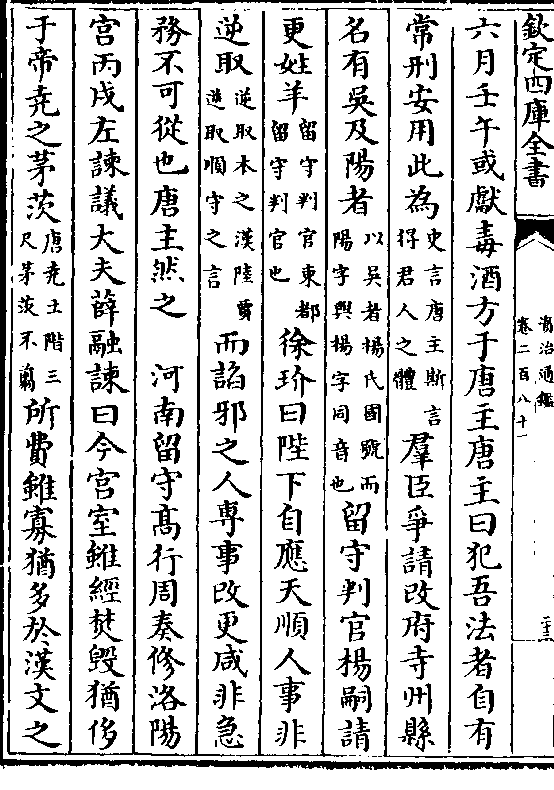 欽定四庫全書
資治通鑑
卷二百八十一
六月壬午或獻毒酒方于唐主唐主曰犯吾法者自有
常刑安用此為史言唐主斯言得君人之體羣臣爭請改府寺州縣
名有吳及陽者以吳者楊氏國號而陽字與楊字同音也留守判官楊嗣請
更姓羊留守判官東都留守判官也徐玠曰陛下自應天順人事非
逆取逆取本之漢陸賈逆取順守之言而諂邪之人専事改更咸非急
務不可從也唐主然之　河南留守高行周奏修洛陽
宮丙戌左諫議大夫薛融諫曰今宮室雖經焚毀猶侈
于帝堯之茅茨唐堯土階三尺茅茨不翦所費雖寡猶多於漢文之